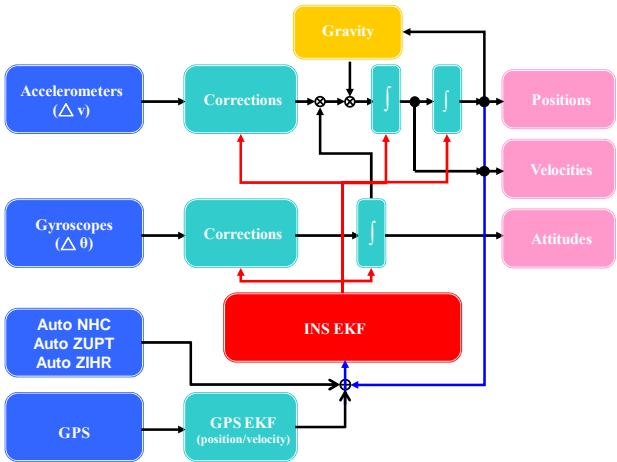 Gravity
Accelerometers
(△ v)
Corrections
∫
∫
Positions
Velocities
Gyroscopes
(△ θ)
Corrections
∫
Attitudes
INS EKF
Auto NHC
Auto ZUPT
Auto ZIHR
GPS
GPS EKF
(position/velocity)